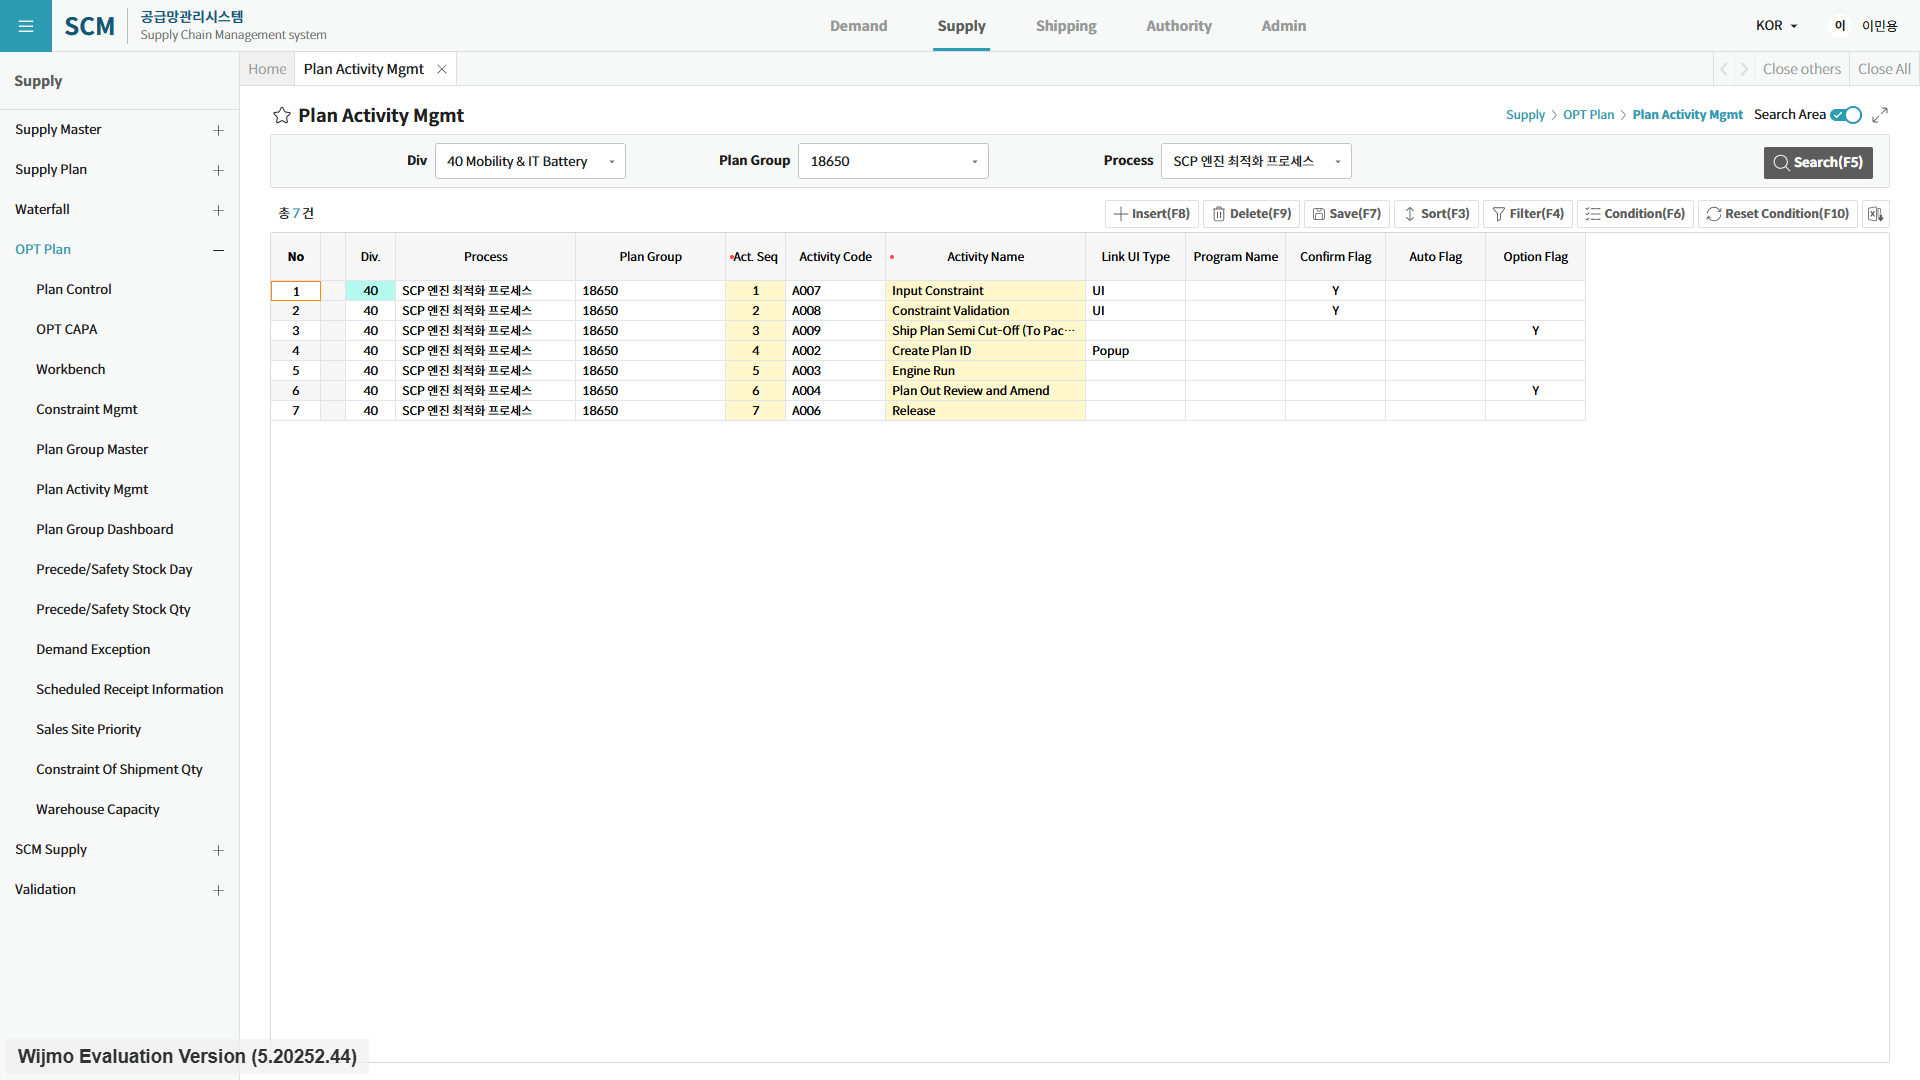 SCM 공급망관리시스템
Supply Chain Management system
Demand Supply Shipping Authority Admin
KOR 이 이민용
Supply
Home Plan Activity Mgmt Close others Close All
Plan Activity Mgmt
Supply > OPT Plan > Plan Activity Mgmt Search Area
Div 40 Mobility & IT Battery Plan Group 18650 Process SCP 엔진 최적화 프로세스 Search(F5)
총 7 건
Insert(F8) Delete(F9) Save(F7) Sort(F3) Filter(F4) Condition(F6) Reset Condition(F10)
No Div. Process Plan Group Act. Seq Activity Code Activity Name Link UI Type Program Name Confirm Flag Auto Flag Option Flag
1 40 SCP 엔진 최적화 프로세스 18650 1 A007 Input Constraint UI Y
2 40 SCP 엔진 최적화 프로세스 18650 2 A008 Constraint Validation UI Y
3 40 SCP 엔진 최적화 프로세스 18650 3 A009 Ship Plan Semi Cut-Off (To Pac… Y
4 40 SCP 엔진 최적화 프로세스 18650 4 A002 Create Plan ID Popup
5 40 SCP 엔진 최적화 프로세스 18650 5 A003 Engine Run
6 40 SCP 엔진 최적화 프로세스 18650 6 A004 Plan Out Review and Amend Y
7 40 SCP 엔진 최적화 프로세스 18650 7 A006 Release
Supply Master
Supply Plan
Waterfall
OPT Plan
Plan Control
OPT CAPA
Workbench
Constraint Mgmt
Plan Group Master
Plan Activity Mgmt
Plan Group Dashboard
Precede/Safety Stock Day
Precede/Safety Stock Qty
Demand Exception
Scheduled Receipt Information
Sales Site Priority
Constraint Of Shipment Qty
Warehouse Capacity
SCM Supply
Validation
Wijmo Evaluation Version (5.20252.44)